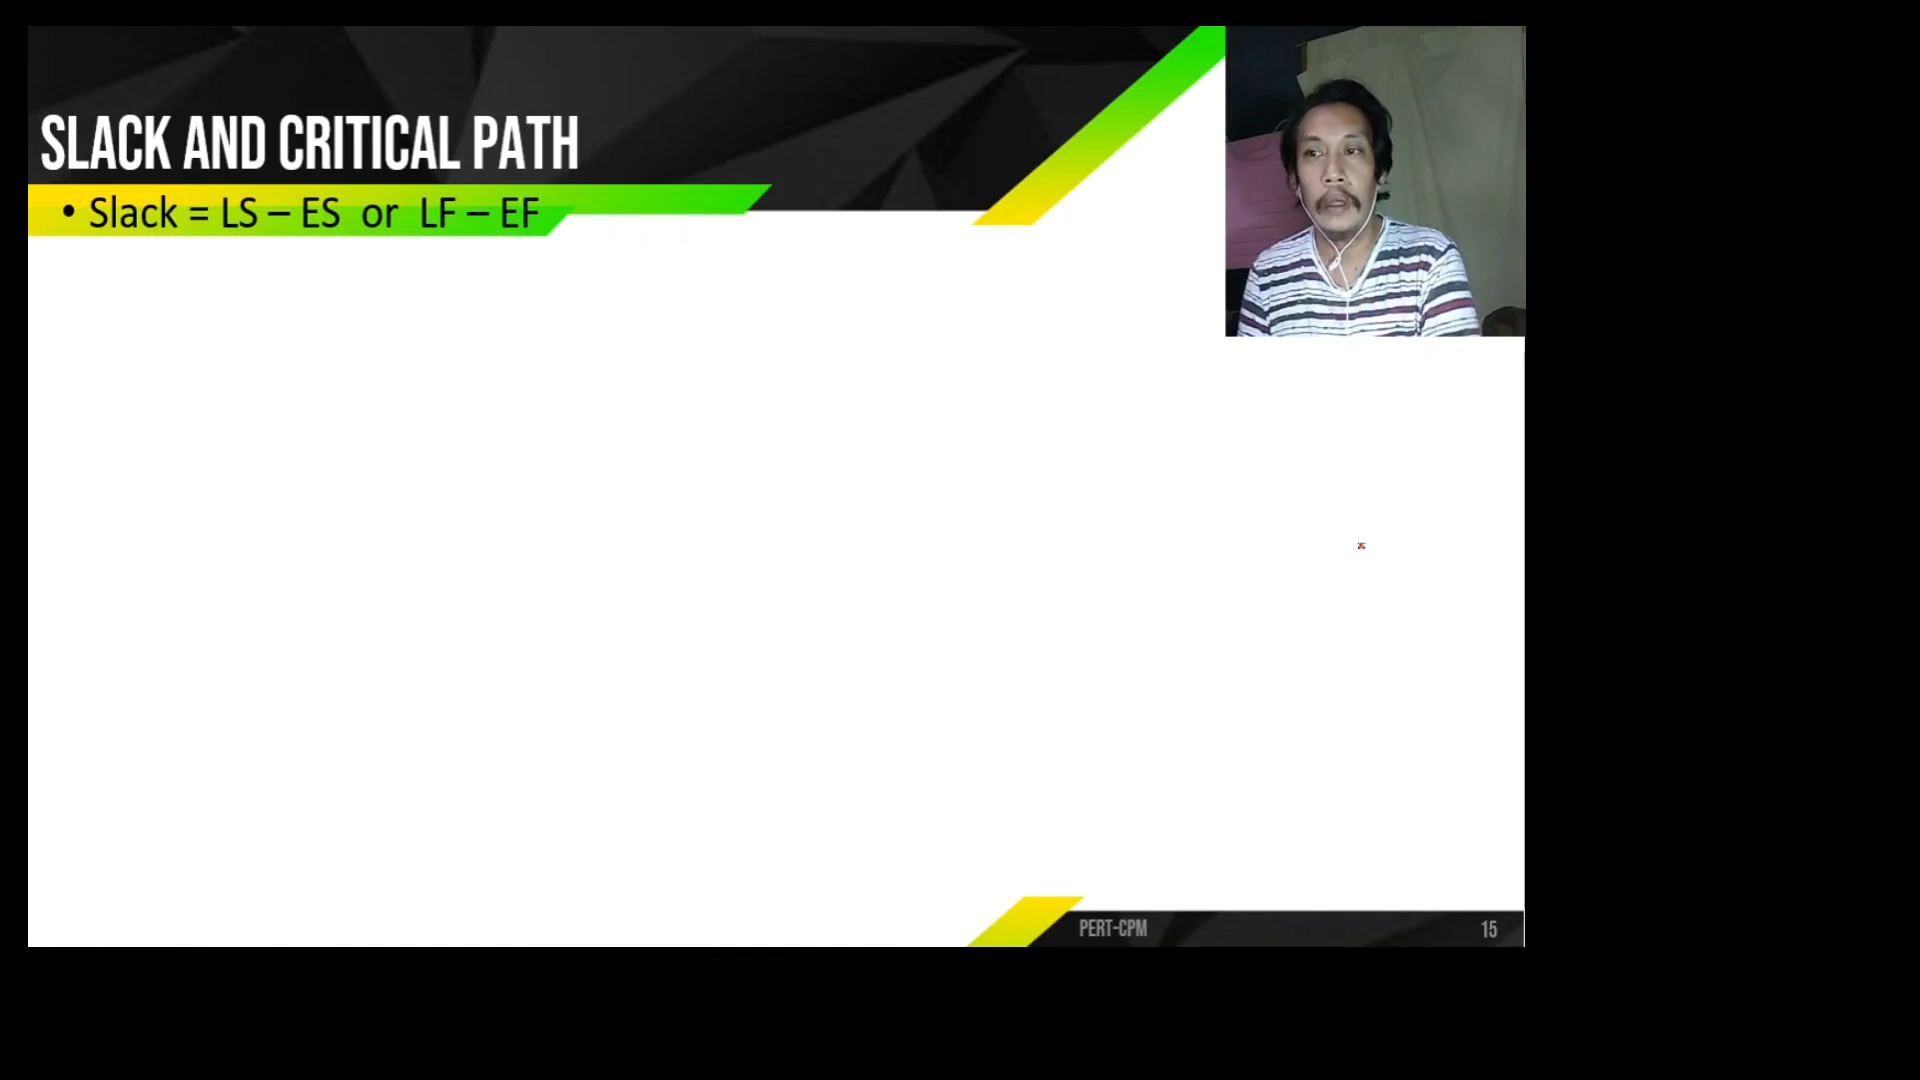 SLACK AND CRITICAL PATH
• Slack = LS – ES or LF – EF
PERT-CPM
15